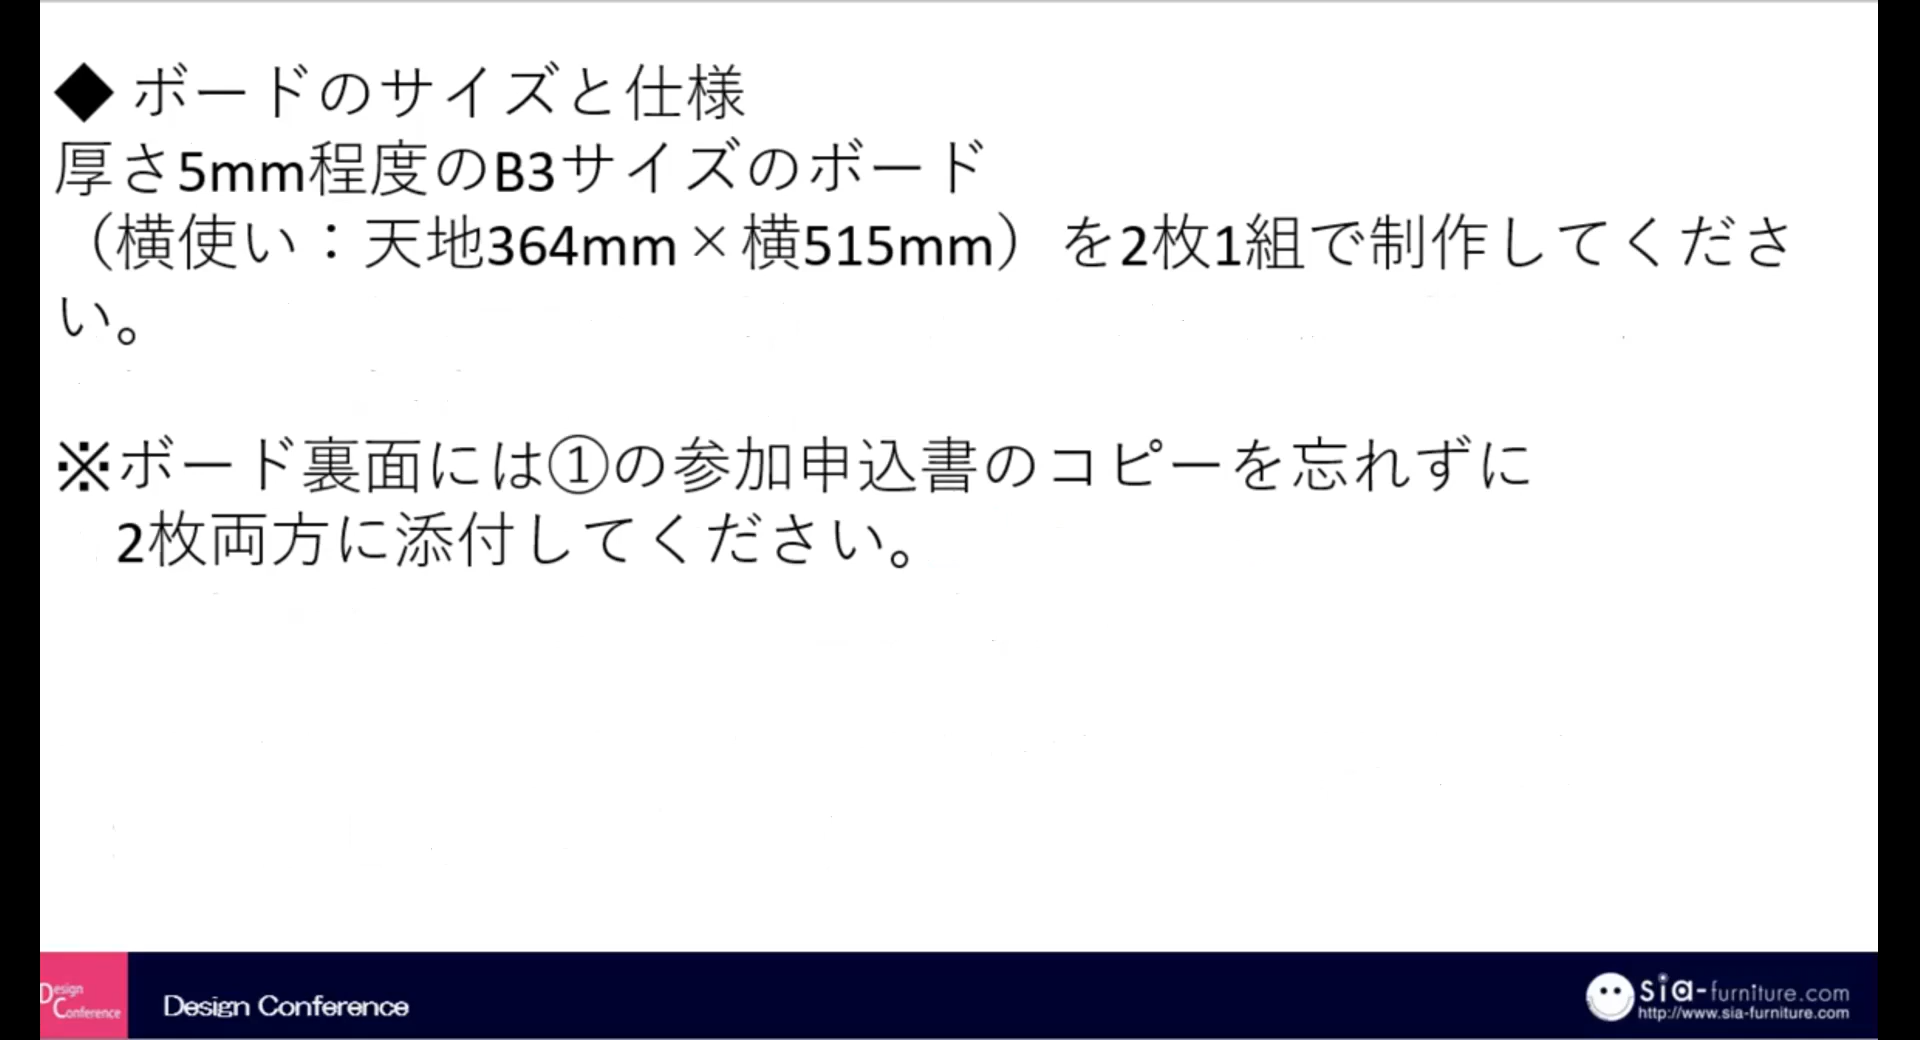 ◆ ボードのサイズと仕様
厚さ5mm程度のB3サイズのボード
（横使い：天地364mm×横515mm）を2枚1組で制作してくださ
い。
※ボード裏面には①の参加申込書のコピーを忘れずに
2枚両方に添付してください。
Design
Conference
Design Conference
sia-furniture.com
http://www.sia-furniture.com